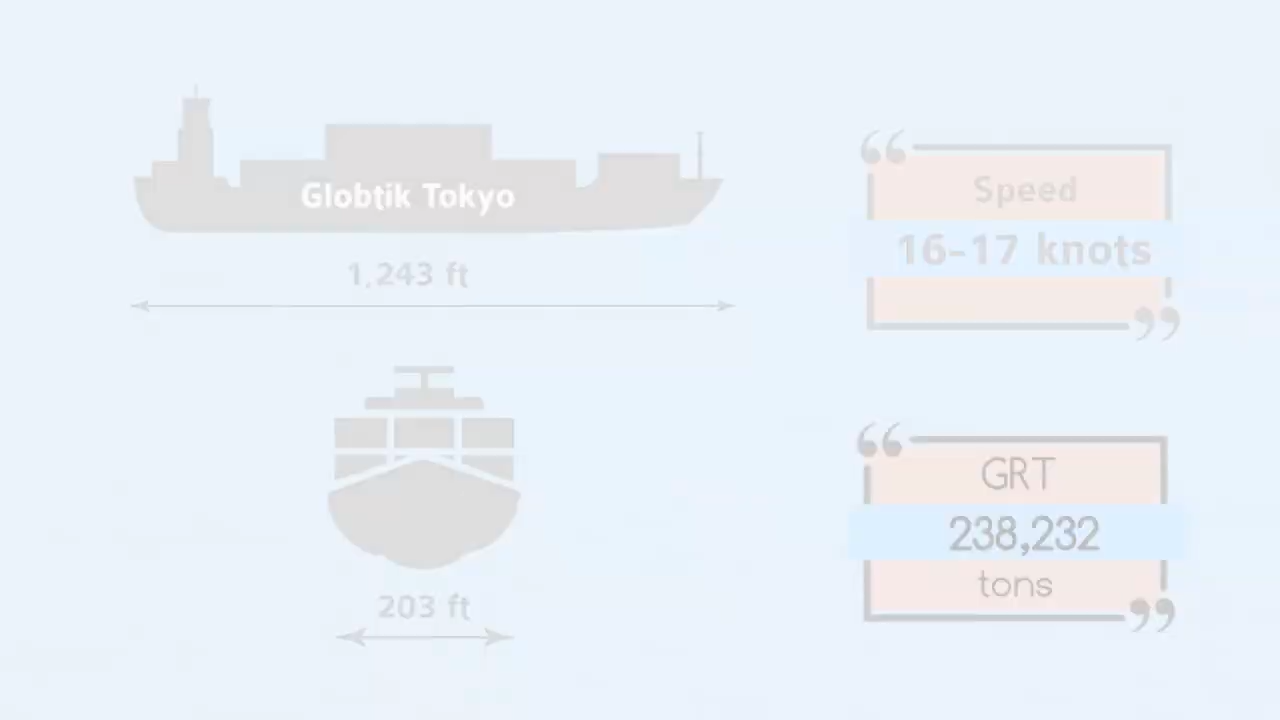 Globtik Tokyo
1,243 ft
203 ft
Speed
16-17 knots
GRT
238,232
tons